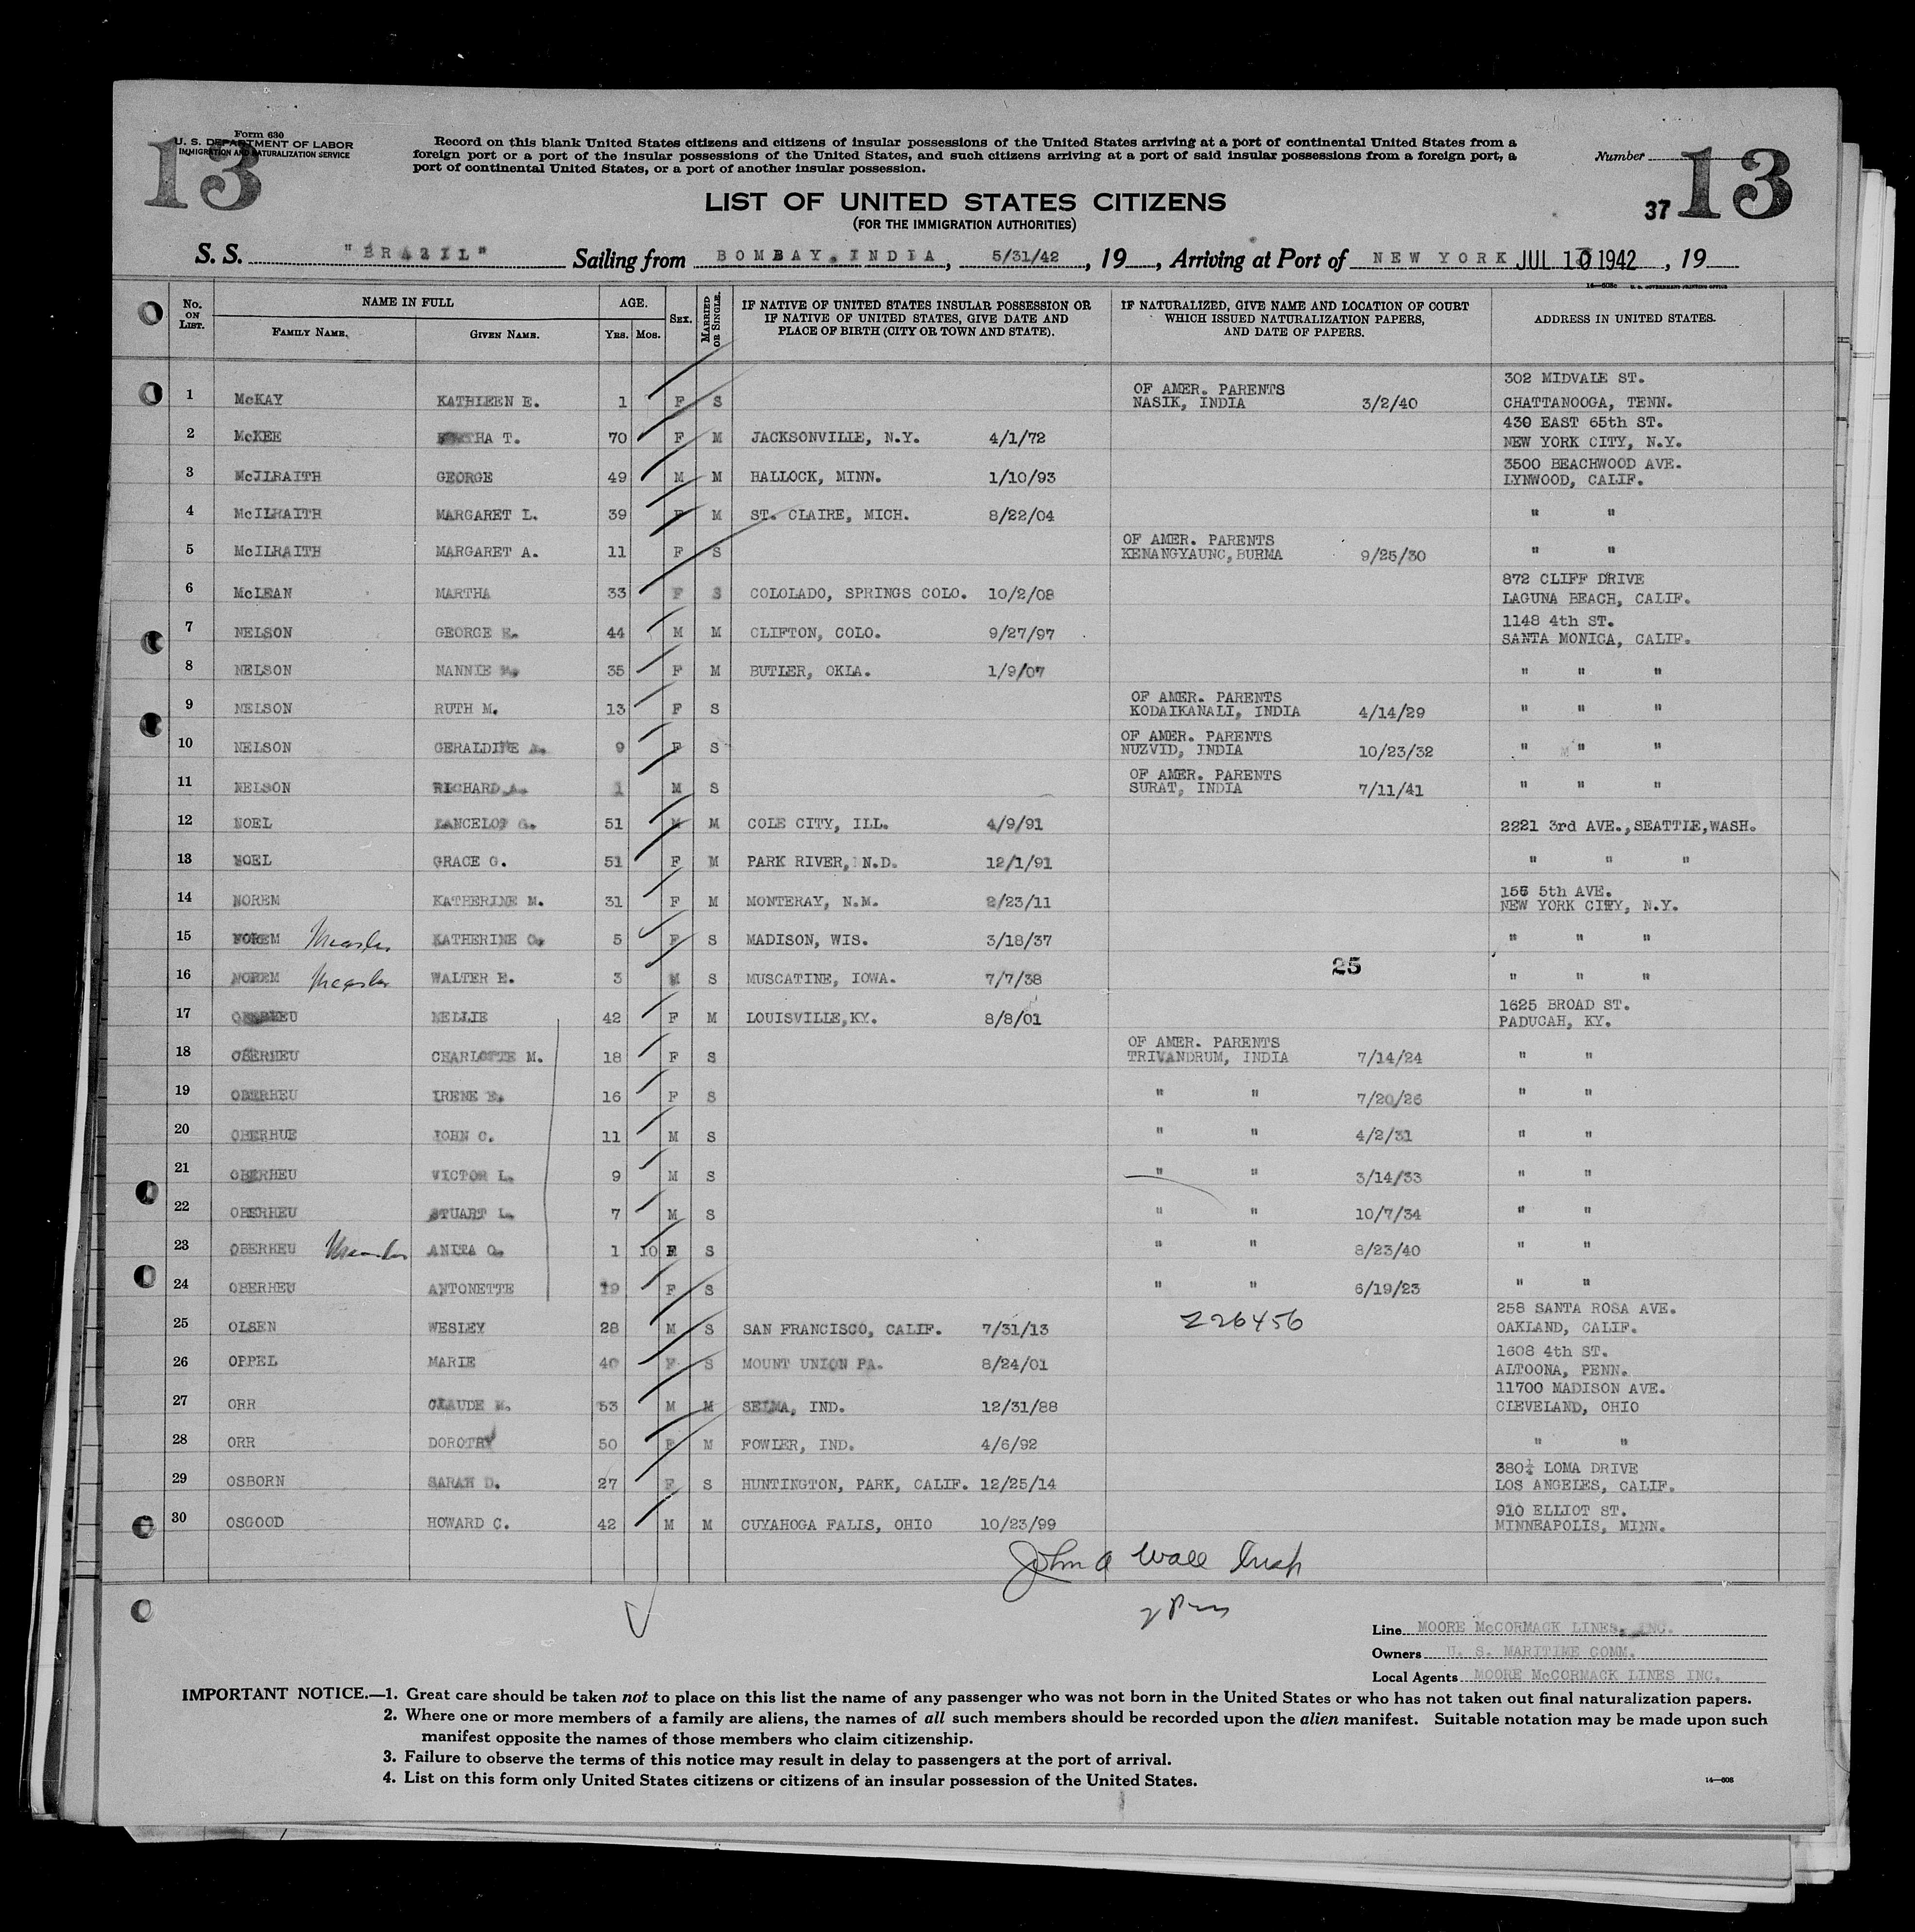 13
Form 630
U. S. DEPARTMENT OF LABOR
IMMIGRATION AND NATURALIZATION SERVICE
Record on this blank United States citizens and citizens of insular possessions of the United States arriving at a port of continental United States from a
foreign port or a port of the insular possessions of the United States, and such citizens arriving at a port of said insular possessions from a foreign port, a
port of continental United States, or a port of another insular possession.
Number
37 13
LIST OF UNITED STATES CITIZENS
(FOR THE IMMIGRATION AUTHORITIES)
S. S. "BRAZIL" Sailing from BOMBAY, INDIA, 5/31/42, 19 , Arriving at Port of NEW YORK JUL 10 1942, 19
14—608c U. S. GOVERNMENT PRINTING OFFICE
No. ON LIST. NAME IN FULL AGE. SEX. MARRIED OR SINGLE. IF NATIVE OF UNITED STATES INSULAR POSSESSION OR IF NATIVE OF UNITED STATES, GIVE DATE AND PLACE OF BIRTH (CITY OR TOWN AND STATE). IF NATURALIZED, GIVE NAME AND LOCATION OF COURT WHICH ISSUED NATURALIZATION PAPERS, AND DATE OF PAPERS. ADDRESS IN UNITED STATES.
FAMILY NAME. GIVEN NAME. YRS. MOS.
1 McKAY KATHLEEN E. 1 F S OF AMER. PARENTS NASIK, INDIA 3/2/40 302 MIDVALE ST. CHATTANOOGA, TENN.
2 McKEE T. 70 F M JACKSONVILLE, N.Y. 4/1/72 430 EAST 65th ST. NEW YORK CITY, N.Y.
3 McILRAITH GEORGE 49 M M HALLOCK, MINN. 1/10/93 3500 BEACHWOOD AVE. LYNWOOD, CALIF.
4 McILRAITH MARGARET L. 39 F M ST. CLAIRE, MICH. 8/22/04 " "
5 McILRAITH MARGARET A. 11 F S OF AMER. PARENTS KENANGYAUNG, BURMA 9/25/30 " "
6 McLEAN MARTHA 33 F S COLOLADO, SPRINGS COLO. 10/2/08 872 CLIFF DRIVE LAGUNA BEACH, CALIF.
7 NELSON GEORGE E. 44 M M CLIFTON, COLO. 9/27/97 1148 4th ST. SANTA MONICA, CALIF.
8 NELSON NANNIE 35 F M BUTLER, OKLA. 1/9/07 " " "
9 NELSON RUTH M. 13 F S OF AMER. PARENTS KODAIKANALI, INDIA 4/14/29 " " "
10 NELSON GERALDINE A. 9 F S OF AMER. PARENTS NUZVID, INDIA 10/23/32 " " "
11 NELSON RICHARD A. 1 M S OF AMER. PARENTS SURAT, INDIA 7/11/41 " " "
12 NOEL LANCELOT G. 51 M M COLE CITY, ILL. 4/9/91 2221 3rd AVE., SEATTLE, WASH.
13 NOEL GRACE G. 51 F M PARK RIVER, N.D. 12/1/91 " " "
14 NOREM KATHERINE M. 31 F M MONTERAY, N.M. 2/23/11 156 5th AVE. NEW YORK CITY, N.Y.
15 NOREM KATHERINE O. 5 F S MADISON, WIS. 3/18/37 " " "
16 NOREM WALTER E. 3 M S MUSCATINE, IOWA. 7/7/38 25 " " "
17 OBERHEU NELLIE 42 F M LOUISVILLE, KY. 8/8/01 1625 BROAD ST. PADUCAH, KY.
18 OBERHEU CHARLOTTE M. 18 F S OF AMER. PARENTS TRIVANDRUM, INDIA 7/14/24 " "
19 OBERHEU IRENE E. 16 F S " " 7/20/26 " "
20 OBERHUE JOHN C. 11 M S " " 4/2/31 " "
21 OBERHEU VICTOR L. 9 M S " " 3/14/33 " "
22 OBERHEU STUART L. 7 M S " " 10/7/34 " "
23 OBERHEU ANITA O. 1 10 F S " " 8/23/40 " "
24 OBERHEU ANTONETTE 19 F S " " 6/19/23 " "
25 OLSEN WESLEY 28 M S SAN FRANCISCO, CALIF. 7/31/13 226456 258 SANTA ROSA AVE. OAKLAND, CALIF.
26 OPPEL MARIE 40 F S MOUNT UNION PA. 8/24/01 1608 4th ST. ALTOONA, PENN.
27 ORR CLAUDE M. 53 M M SELMA, IND. 12/31/88 11700 MADISON AVE. CLEVELAND, OHIO
28 ORR DOROTHY 50 F M FOWLER, IND. 4/6/92 " "
29 OSBORN SARAH D. 27 F S HUNTINGTON, PARK, CALIF. 12/25/14 380½ LOMA DRIVE LOS ANGELES, CALIF.
30 OSGOOD HOWARD C. 42 M M CUYAHOGA FALLS, OHIO 10/23/99 910 ELLIOT ST. MINNEAPOLIS, MINN.
John A Wall Insp
Line MOORE McCORMACK LINES, INC.
Owners U. S. MARITIME COMM.
Local Agents MOORE McCORMACK LINES INC.
IMPORTANT NOTICE.—1. Great care should be taken not to place on this list the name of any passenger who was not born in the United States or who has not taken out final naturalization papers.
2. Where one or more members of a family are aliens, the names of all such members should be recorded upon the alien manifest. Suitable notation may be made upon such
manifest opposite the names of those members who claim citizenship.
3. Failure to observe the terms of this notice may result in delay to passengers at the port of arrival.
4. List on this form only United States citizens or citizens of an insular possession of the United States.
14—608